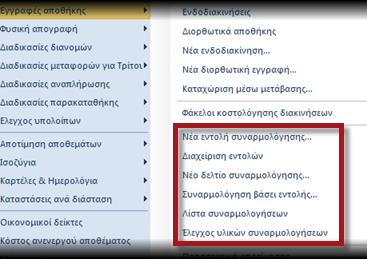 Εγγραφές αποθήκης
Φυσική απογραφή
Διαδικασίες διανομών
Διαδικασίες μεταφορών για Τρίτου
Διαδικασίες αναπλήρωσης
Διαδικασίες παρακαταθήκης
Έλεγχος υπολοίπων
Αποτίμηση αποθεμάτων
Ισοζύγια
Καρτέλες & Ημερολόγια
Καταστάσεις ανά διάσταση
Οικονομικοί δείκτες
Κόστος ανενεργού αποθέματος
Ενδοδιακινήσεις
Διορθωτικά αποθήκης
Νέα ενδοδιακίνηση...
Νέα διορθωτική εγγραφή...
Καταχώριση μέσω μετάβασης...
Φάκελοι κοστολόγησης διακινήσεων
Νέα εντολή συναρμολόγησης...
Διαχείριση εντολών
Νέο δελτίο συναρμολόγησης...
Συναρμολόγηση βάσει εντολής...
Λίστα συναρμολογήσεων
Έλεγχος υλικών συναρμολογήσεων